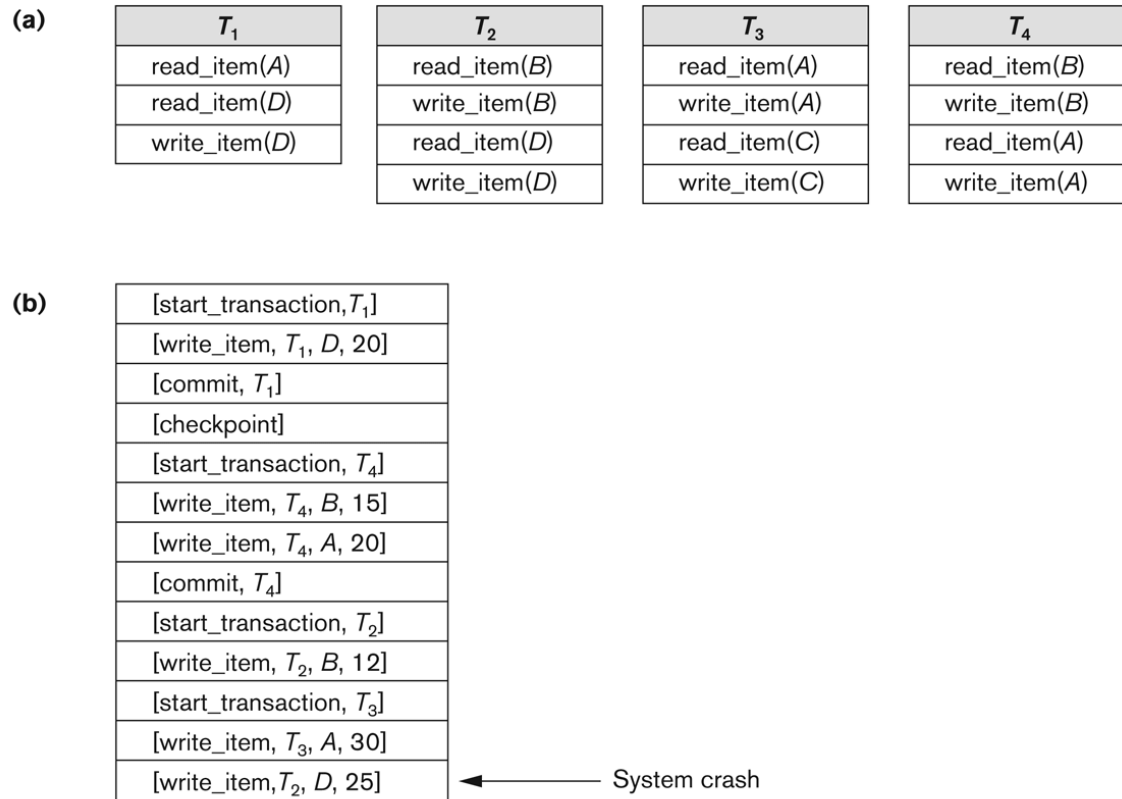 (a)
T1 T2 T3 T4
read_item(A) read_item(B) read_item(A) read_item(B)
read_item(D) write_item(B) write_item(A) write_item(B)
write_item(D) read_item(D) read_item(C) read_item(A)
write_item(D) write_item(C) write_item(A)
(b)
[start_transaction,T1]
[write_item, T1, D, 20]
[commit, T1]
[checkpoint]
[start_transaction, T4]
[write_item, T4, B, 15]
[write_item, T4, A, 20]
[commit, T4]
[start_transaction, T2]
[write_item, T2, B, 12]
[start_transaction, T3]
[write_item, T3, A, 30]
[write_item,T2, D, 25] System crash